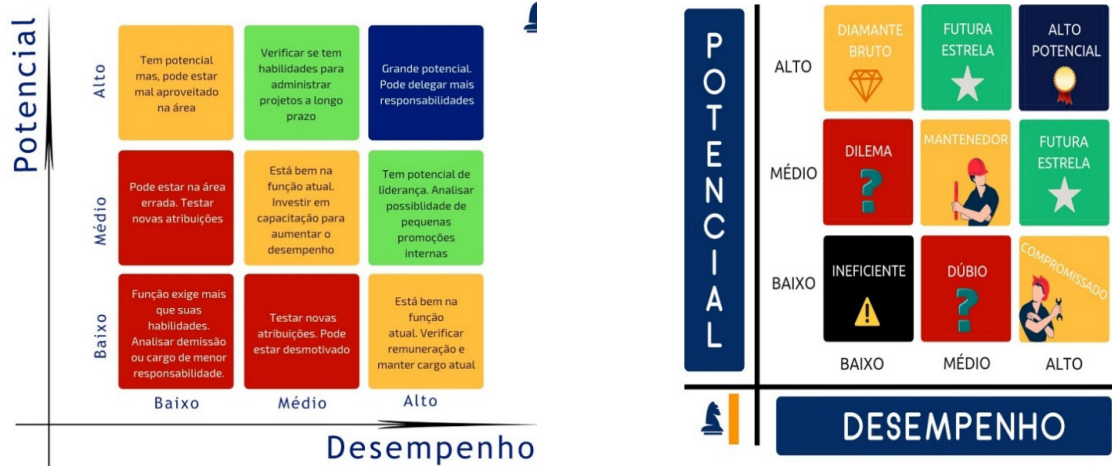 Potencial
Alto
Tem potencial
mas, pode estar
mal aproveitado
na área
Verificar se tem
habilidades para
administrar
projetos a longo
prazo
Grande potencial.
Pode delegar mais
responsabilidades
Médio
Pode estar na área
errada. Testar
novas atribuições
Está bem na
função atual.
Investir em
capacitação para
aumentar o
desempenho
Tem potencial de
liderança. Analisar
possiblidade de
pequenas
promoções
internas
Baixo
Função exige mais
que suas
habilidades.
Analisar demissão
ou cargo de menor
responsabilidade.
Testar novas
atribuições. Pode
estar desmotivado
Está bem na
função
atual. Verificar
remuneração e
manter cargo atual
Baixo
Médio
Alto
Desempenho
POTENCIAL
ALTO
DIAMANTE
BRUTO
FUTURA
ESTRELA
ALTO
POTENCIAL
MÉDIO
DILEMA
MANTENEDOR
FUTURA
ESTRELA
BAIXO
INEFICIENTE
DÚBIO
COMPROMISSADO
BAIXO
MÉDIO
ALTO
DESEMPENHO